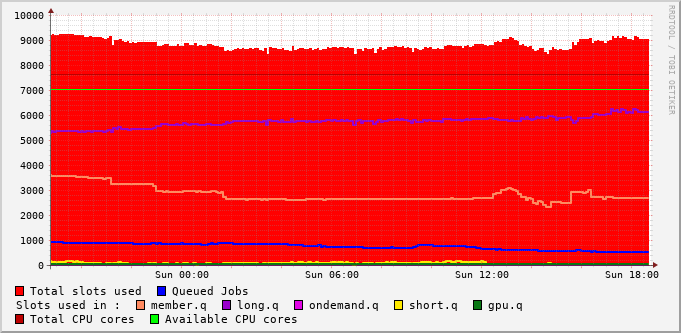 10000
9000
8000
7000
6000
5000
4000
3000
2000
1000
0
Sun 00:00 Sun 06:00 Sun 12:00 Sun 18:00
Total slots used Queued Jobs
Slots used in : member.q long.q ondemand.q short.q gpu.q
Total CPU cores Available CPU cores
RRDTOOL / TOBI OETIKER